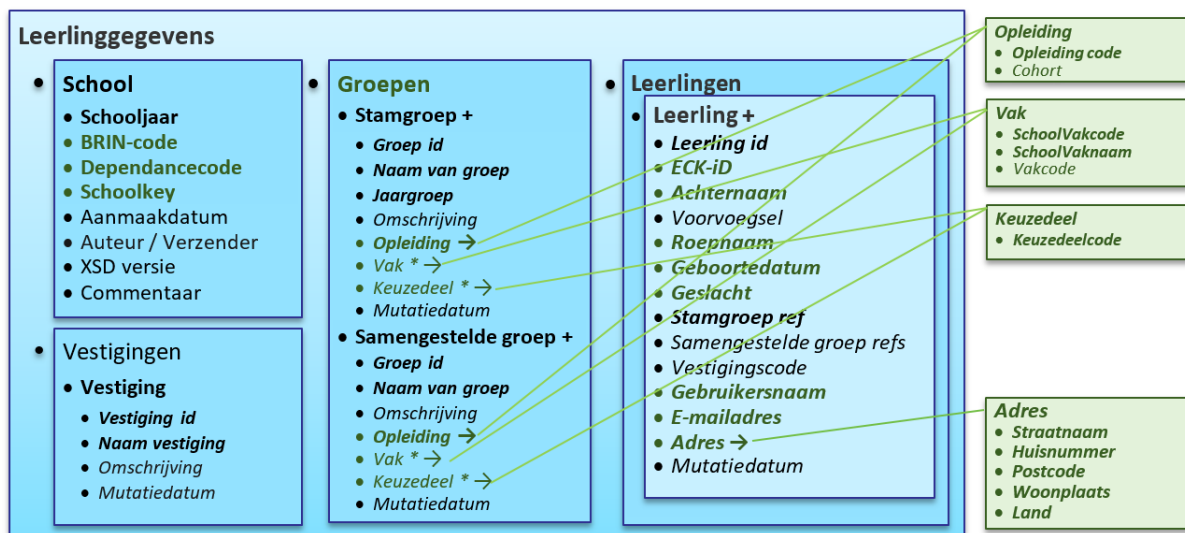 Leerlinggegevens
School
Schooljaar
BRIN-code
Dependancecode
Schoolkey
Aanmaakdatum
Auteur / Verzender
XSD versie
Commentaar
Vestigingen
Vestiging
Vestiging id
Naam vestiging
Omschrijving
Mutatiedatum
Groepen
Stamgroep +
Groep id
Naam van groep
Jaargroep
Omschrijving
Opleiding →
Vak * →
Keuzedeel * →
Mutatiedatum
Samengestelde groep +
Groep id
Naam van groep
Omschrijving
Opleiding →
Vak * →
Keuzedeel * →
Mutatiedatum
Leerlingen
Leerling +
Leerling id
ECK-iD
Achternaam
Voorvoegsel
Roepnaam
Geboortedatum
Geslacht
Stamgroep ref
Samengestelde groep refs
Vestigingscode
Gebruikersnaam
E-mailadres
Adres →
Mutatiedatum
Opleiding
Opleiding code
Cohort
Vak
SchoolVakcode
SchoolVaknaam
Vakcode
Keuzedeel
Keuzedeelcode
Adres
Straatnaam
Huisnummer
Postcode
Woonplaats
Land